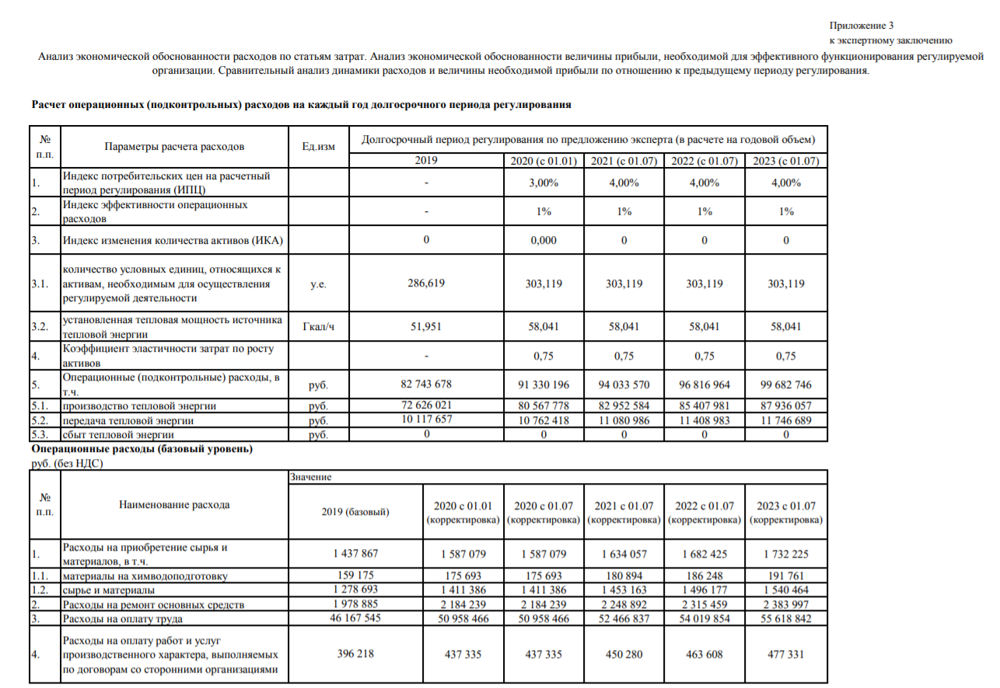 Приложение 3
к экспертному заключению
Анализ экономической обоснованности расходов по статьям затрат. Анализ экономической обоснованности величины прибыли, необходимой для эффективного функционирования регулируемой
организации. Сравнительный анализ динамики расходов и величины необходимой прибыли по отношению к предыдущему периоду регулирования.
Расчет операционных (подконтрольных) расходов на каждый год долгосрочного периода регулирования
№ п.п. Параметры расчета расходов Ед.изм Долгосрочный период регулирования по предложению эксперта (в расчете на годовой объем)
2019 2020 (с 01.01) 2021 (с 01.07) 2022 (с 01.07) 2023 (с 01.07)
1. Индекс потребительских цен на расчетный
период регулирования (ИПЦ) - 3,00% 4,00% 4,00% 4,00%
2. Индекс эффективности операционных
расходов - 1% 1% 1% 1%
3. Индекс изменения количества активов (ИКА) 0 0,000 0 0 0
3.1. количество условных единиц, относящихся к
активам, необходимым для осуществления
регулируемой деятельности у.е. 286,619 303,119 303,119 303,119 303,119
3.2. установленная тепловая мощность источника
тепловой энергии Гкал/ч 51,951 58,041 58,041 58,041 58,041
4. Коэффициент эластичности затрат по росту
активов - 0,75 0,75 0,75 0,75
5. Операционные (подконтрольные) расходы, в
т.ч. руб. 82 743 678 91 330 196 94 033 570 96 816 964 99 682 746
5.1. производство тепловой энергии руб. 72 626 021 80 567 778 82 952 584 85 407 981 87 936 057
5.2. передача тепловой энергии руб. 10 117 657 10 762 418 11 080 986 11 408 983 11 746 689
5.3. сбыт тепловой энергии руб. 0 0 0 0 0
Операционные расходы (базовый уровень)
руб. (без НДС)
№ п.п. Наименование расхода Значение
2019 (базовый) 2020 с 01.01 (корректировка) 2020 с 01.07 (корректировка) 2021 с 01.07 (корректировка) 2022 с 01.07 (корректировка) 2023 с 01.07 (корректировка)
1. Расходы на приобретение сырья и
материалов, в т.ч. 1 437 867 1 587 079 1 587 079 1 634 057 1 682 425 1 732 225
1.1. материалы на химводоподготовку 159 175 175 693 175 693 180 894 186 248 191 761
1.2. сырье и материалы 1 278 693 1 411 386 1 411 386 1 453 163 1 496 177 1 540 464
2. Расходы на ремонт основных средств 1 978 885 2 184 239 2 184 239 2 248 892 2 315 459 2 383 997
3. Расходы на оплату труда 46 167 545 50 958 466 50 958 466 52 466 837 54 019 854 55 618 842
4. Расходы на оплату работ и услуг
производственного характера, выполняемых
по договорам со сторонними организациями 396 218 437 335 437 335 450 280 463 608 477 331